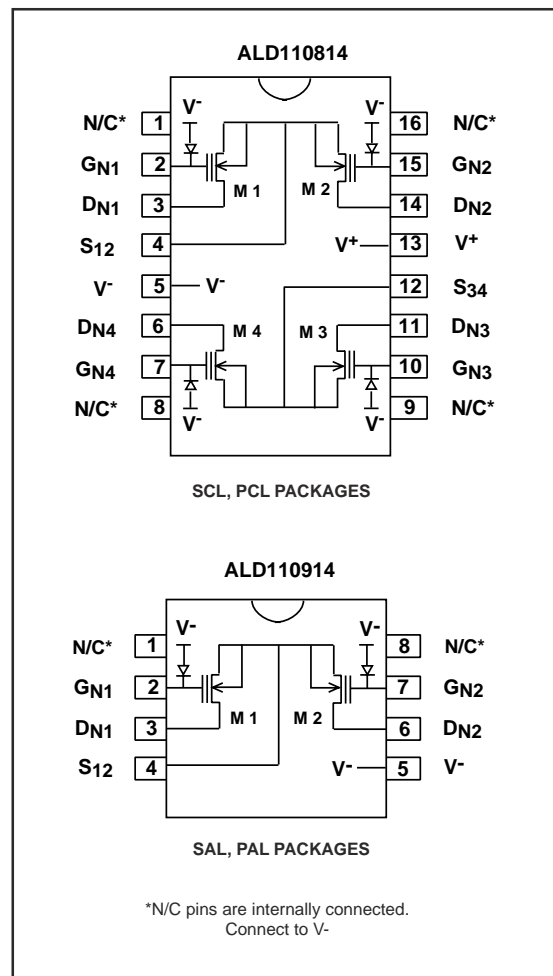 ALD110814
V- V-
N/C* 1 16 N/C*
GN1 2 15 GN2
M 1 M 2
DN1 3 14 DN2
S12 4 V+ 13 V+
V- 5 V- 12 S34
DN4 6 M 4 M 3 11 DN3
GN4 7 10 GN3
N/C* 8 V- V- 9 N/C*
SCL, PCL PACKAGES
ALD110914
V- V-
N/C* 1 8 N/C*
GN1 2 7 GN2
M 1 M 2
DN1 3 6 DN2
S12 4 V- 5 V-
SAL, PAL PACKAGES
*N/C pins are internally connected.
Connect to V-